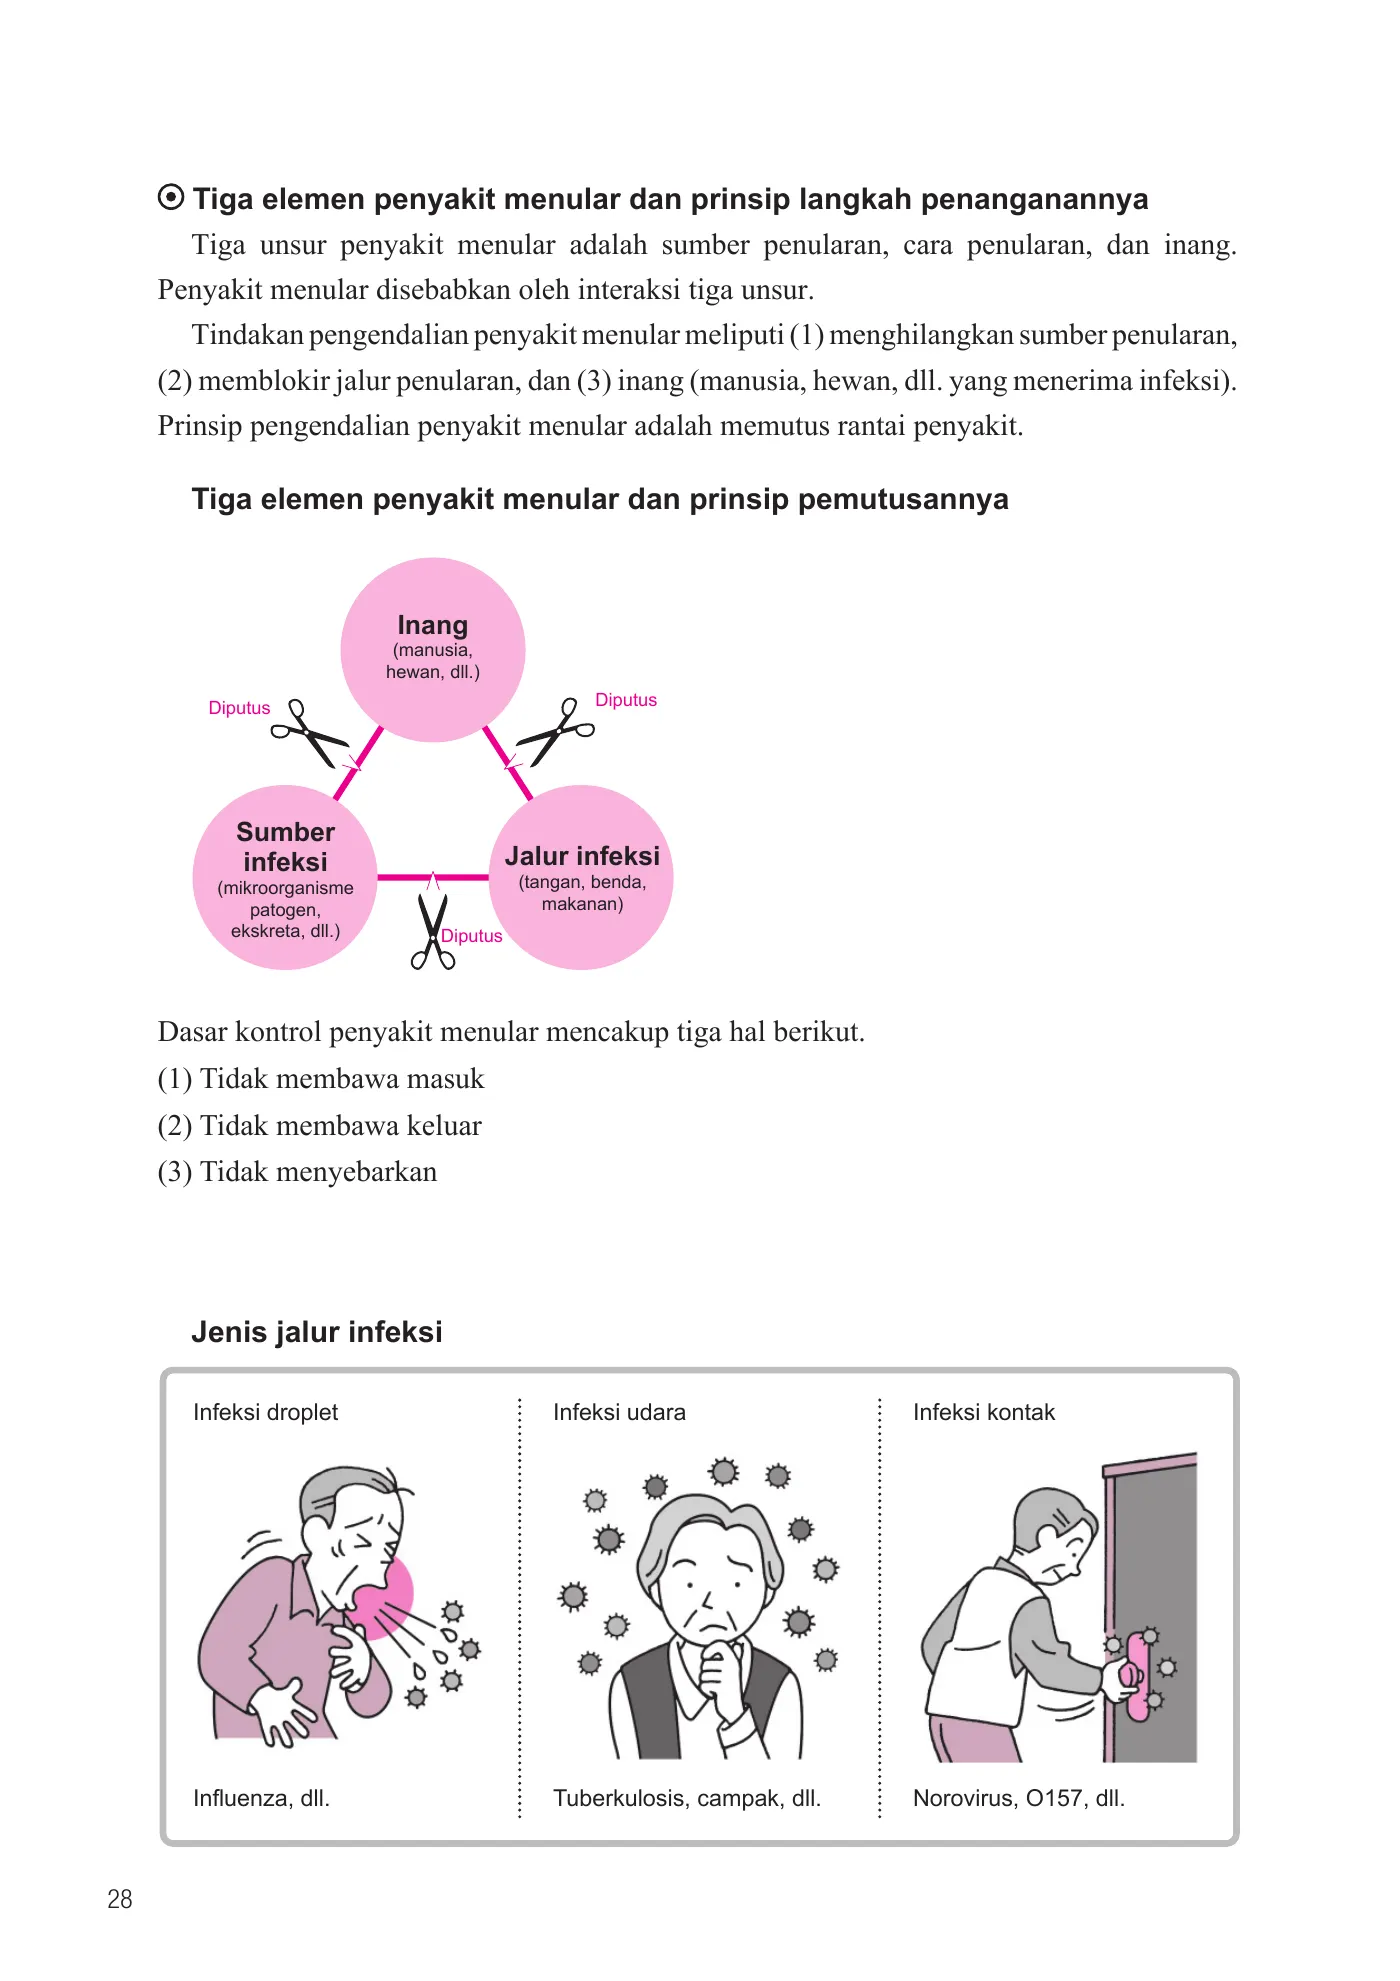 Tiga elemen penyakit menular dan prinsip langkah penanganannya
Tiga unsur penyakit menular adalah sumber penularan, cara penularan, dan inang.
Penyakit menular disebabkan oleh interaksi tiga unsur.
Tindakan pengendalian penyakit menular meliputi (1) menghilangkan sumber penularan,
(2) memblokir jalur penularan, dan (3) inang (manusia, hewan, dll. yang menerima infeksi).
Prinsip pengendalian penyakit menular adalah memutus rantai penyakit.
Tiga elemen penyakit menular dan prinsip pemutusannya
Inang
(manusia,
hewan, dll.)
Diputus
Diputus
Sumber
infeksi
(mikroorganisme
patogen,
ekskreta, dll.)
Jalur infeksi
(tangan, benda,
makanan)
Diputus
Dasar kontrol penyakit menular mencakup tiga hal berikut.
(1) Tidak membawa masuk
(2) Tidak membawa keluar
(3) Tidak menyebarkan
Jenis jalur infeksi
Infeksi droplet
Infeksi udara
Infeksi kontak
Influenza, dll.
Tuberkulosis, campak, dll.
Norovirus, O157, dll.
28